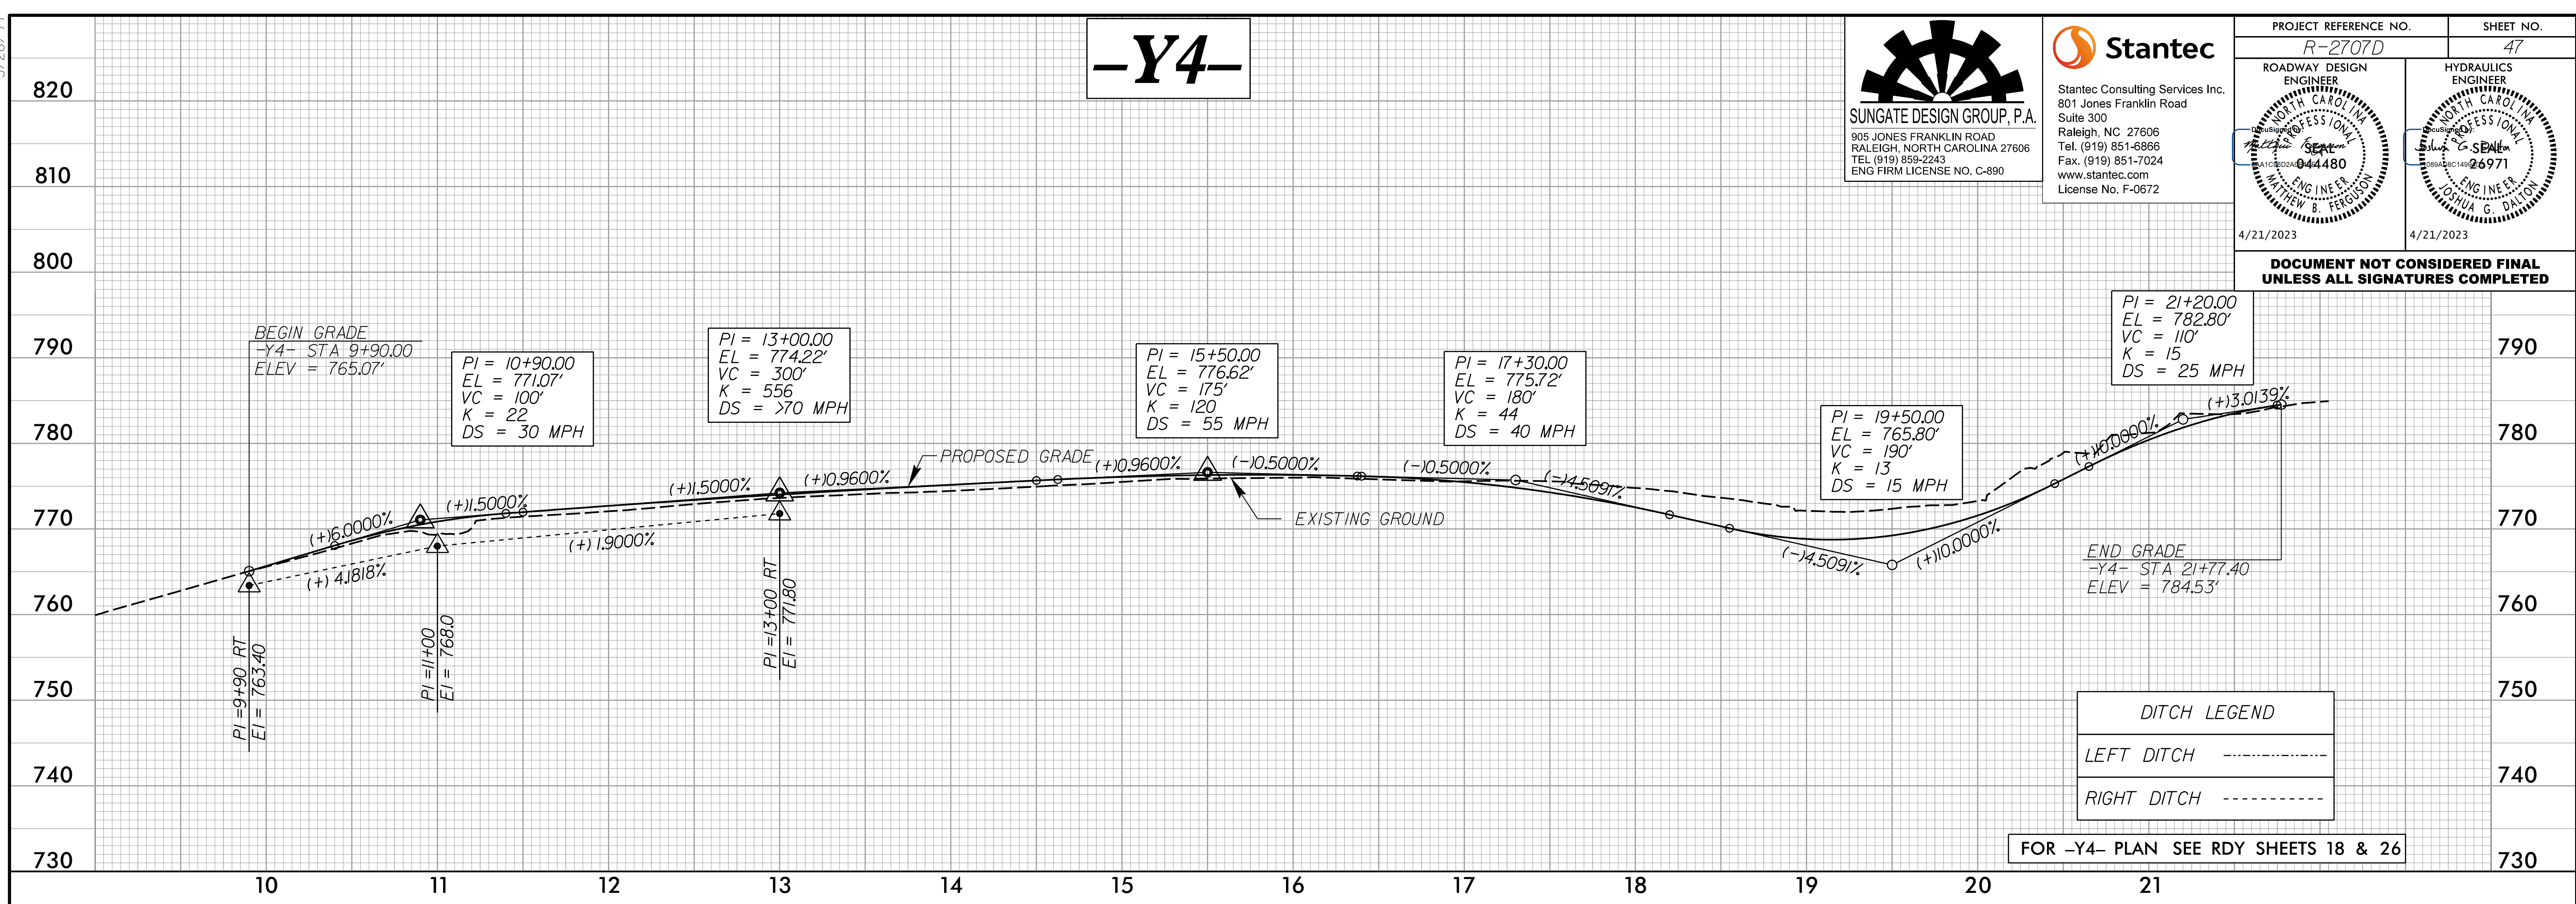 -Y4-
SUNGATE DESIGN GROUP, P.A.
905 JONES FRANKLIN ROAD
RALEIGH, NORTH CAROLINA 27606
TEL (919) 859-2243
ENG FIRM LICENSE NO. C-890
Stantec
Stantec Consulting Services Inc.
801 Jones Franklin Road
Suite 300
Raleigh, NC 27606
Tel. (919) 851-6866
Fax. (919) 851-7024
www.stantec.com
License No. F-0672
PROJECT REFERENCE NO.
SHEET NO.
R-2707D
47
ROADWAY DESIGN
ENGINEER
HYDRAULICS
ENGINEER
NORTH CAROLINA
PROFESSIONAL
DocuSigned by:
SEAL
044480
ENGINEER
MATTHEW B. FERGUSON
4/21/2023
NORTH CAROLINA
PROFESSIONAL
DocuSigned by:
SEAL
26971
ENGINEER
JOSHUA G. DALTON
4/21/2023
DOCUMENT NOT CONSIDERED FINAL
UNLESS ALL SIGNATURES COMPLETED
820
810
800
790
780
770
760
750
740
730
BEGIN GRADE
-Y4- STA 9+90.00
ELEV = 765.07'
PI = 10+90.00
EL = 771.07'
VC = 100'
K = 22
DS = 30 MPH
PI = 13+00.00
EL = 774.22'
VC = 300'
K = 556
DS = >70 MPH
PI = 15+50.00
EL = 776.62'
VC = 175'
K = 120
DS = 55 MPH
PI = 17+30.00
EL = 775.72'
VC = 180'
K = 44
DS = 40 MPH
PI = 19+50.00
EL = 765.80'
VC = 190'
K = 13
DS = 15 MPH
PI = 21+20.00
EL = 782.80'
VC = 110'
K = 15
DS = 25 MPH
(+)6.0000%
(+)1.5000%
(+)1.5000%
(+)0.9600%
PROPOSED GRADE
(+)0.9600%
(-)0.5000%
(-)0.5000%
(-)4.5091%
(-)4.5091%
(+)10.0000%
(+)10.0000%
(+)3.0139%
EXISTING GROUND
(+) 4.1818%
(+) 1.9000%
PI =9+90 RT
El = 763.40
PI =11+00
El = 768.0
PI =13+00 RT
El = 771.80
END GRADE
-Y4- STA 21+77.40
ELEV = 784.53'
790
780
770
760
750
740
730
DITCH LEGEND
LEFT DITCH
RIGHT DITCH
FOR -Y4- PLAN SEE RDY SHEETS 18 & 26
10 11 12 13 14 15 16 17 18 19 20 21